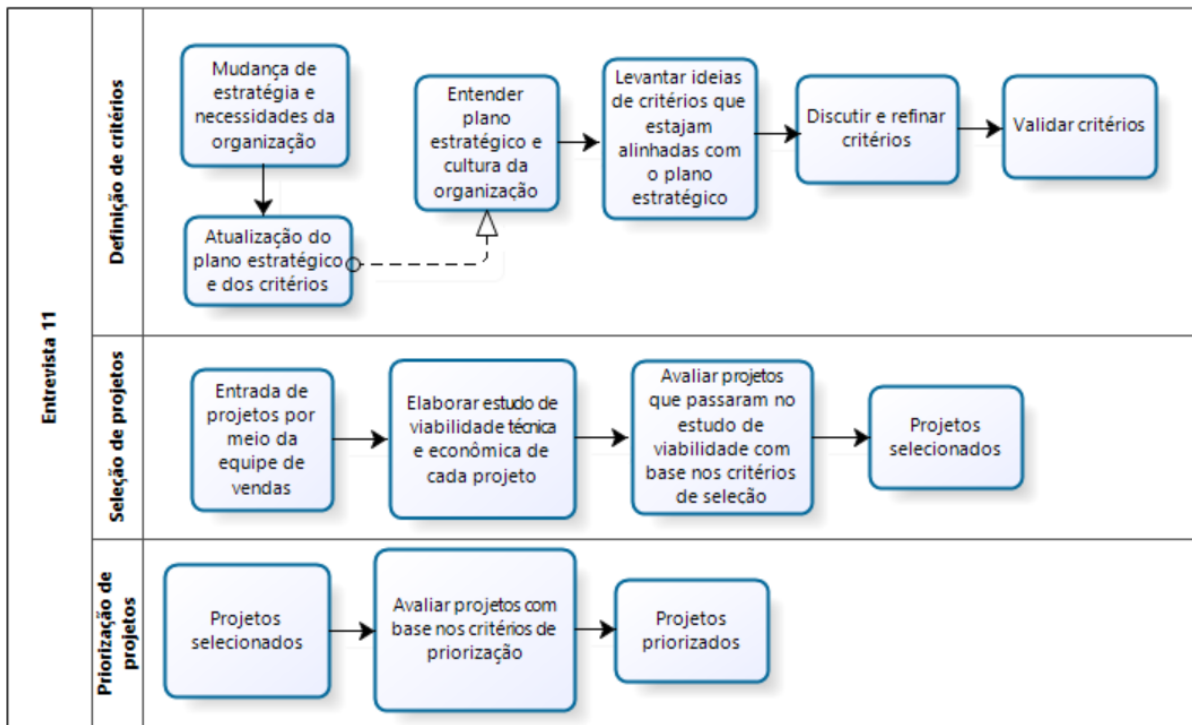 Entrevista 11
Definição de critérios
Mudança de
estratégia e
necessidades da
organização
Atualização do
plano estratégico
e dos critérios
Entender
plano
estratégico e
cultura da
organização
Levantar ideias
de critérios que
estajam
alinhadas com
o plano
estratégico
Discutir e refinar
critérios
Validar critérios
Seleção de projetos
Entrada de
projetos por
meio da
equipe de
vendas
Elaborar estudo de
viabilidade técnica
e econômica de
cada projeto
Avaliar projetos
que passaram no
estudo de
viabilidade com
base nos critérios
de seleção
Projetos
selecionados
Priorização de
projetos
Projetos
selecionados
Avaliar projetos com
base nos critérios de
priorização
Projetos
priorizados